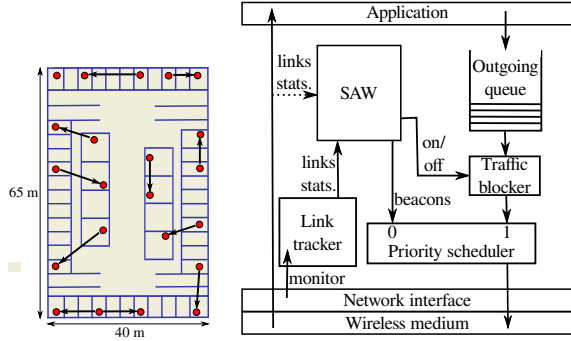 65 m
40 m
Application
links
stats.
SAW
Outgoing
queue
on/
off
links
stats.
Traffic
blocker
beacons
Link
tracker
0
1
Priority scheduler
monitor
Network interface
Wireless medium